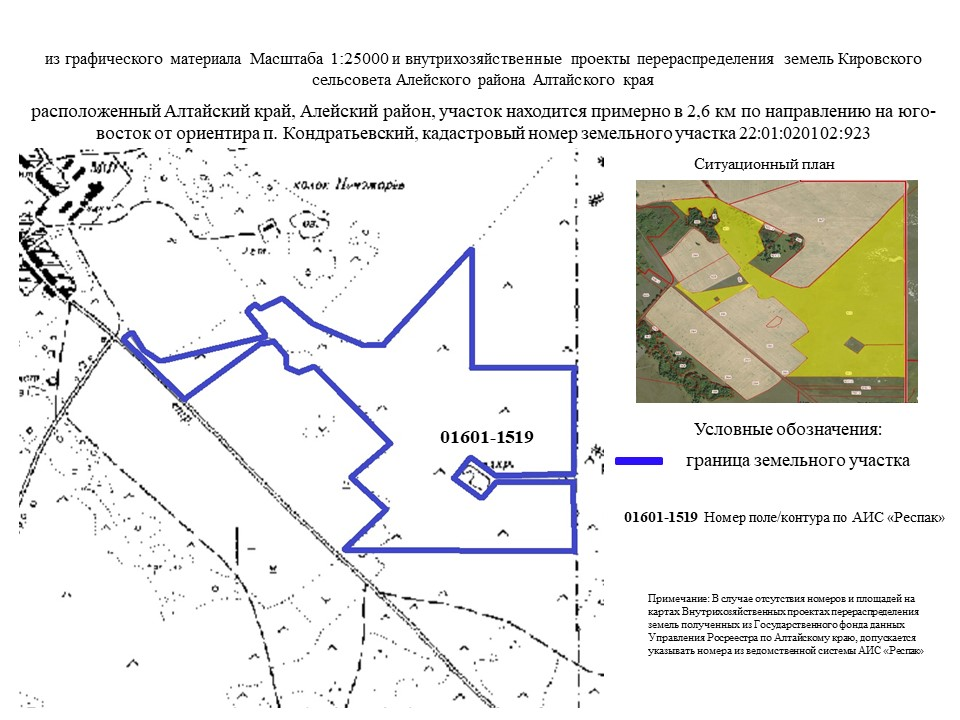 из графического материала Масштаба 1:25000 и внутрихозяйственные проекты перераспределения земель Кировского
сельсовета Алейского района Алтайского края
расположенный Алтайский край, Алейский район, участок находится примерно в 2,6 км по направлению на юго-
восток от ориентира п. Кондратьевский, кадастровый номер земельного участка 22:01:020102:923
Ситуационный план
колок
оз.
01601-1519
Условные обозначения:
граница земельного участка
01601-1519 Номер поле/контура по АИС «Респак»
Примечание: В случае отсутствия номеров и площадей на
картах Внутрихозяйственных проектах перераспределения
земель полученных из Государственного фонда данных
Управления Росреестра по Алтайскому краю, допускается
указывать номера из ведомственной системы АИС «Респак»